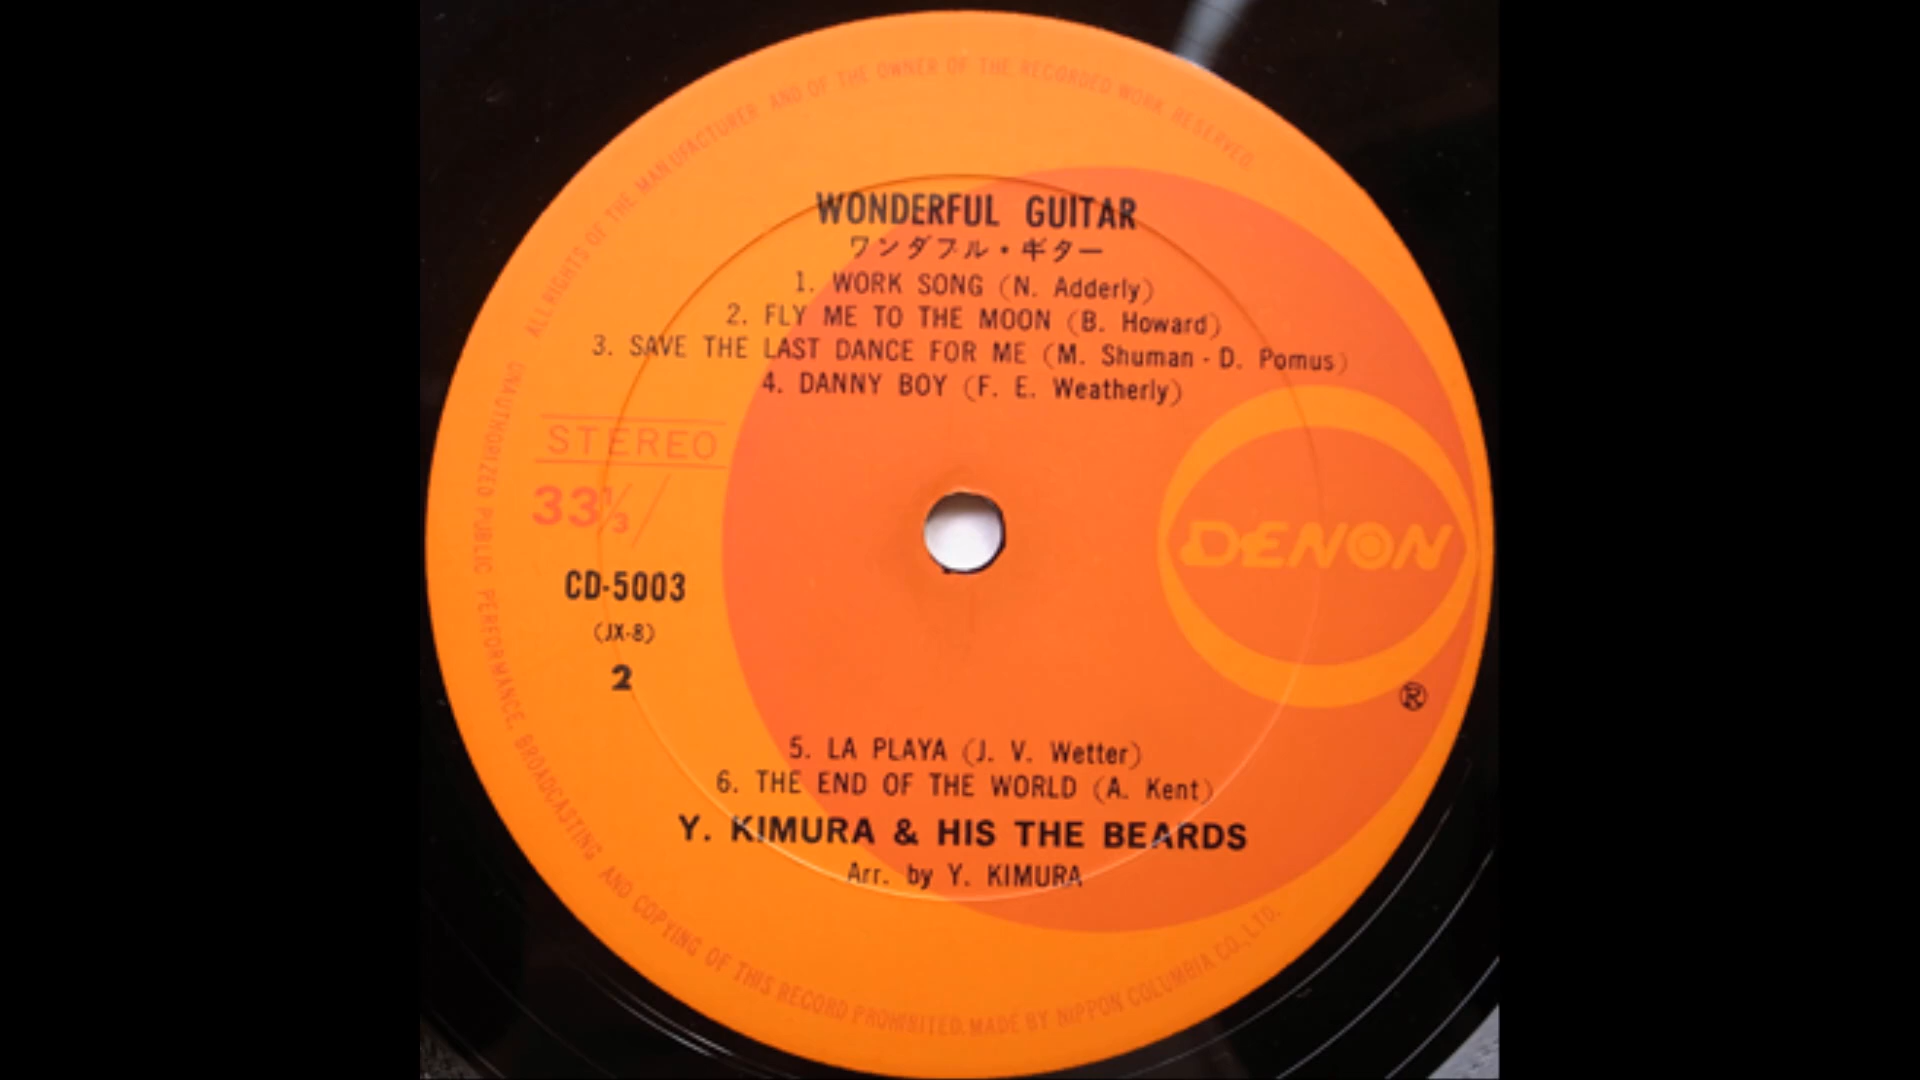 ALL RIGHTS OF THE MANUFACTURER AND OF THE OWNER OF THE RECORDED WORK RESERVED.
WONDERFUL GUITAR
ワンダフル・ギター
1. WORK SONG (N. Adderly)
2. FLY ME TO THE MOON (B. Howard)
3. SAVE THE LAST DANCE FOR ME (M. Shuman - D. Pomus)
4. DANNY BOY (F. E. Weatherly)
STEREO
33 1/3
DENON
CD-5003
(JX-8)
2
®
5. LA PLAYA (J. V. Wetter)
6. THE END OF THE WORLD (A. Kent)
Y. KIMURA & HIS THE BEARDS
Arr. by Y. KIMURA
UNAUTHORIZED PUBLIC PERFORMANCE, BROADCASTING AND COPYING OF THIS RECORD PROHIBITED. MADE BY NIPPON COLUMBIA CO., LTD.